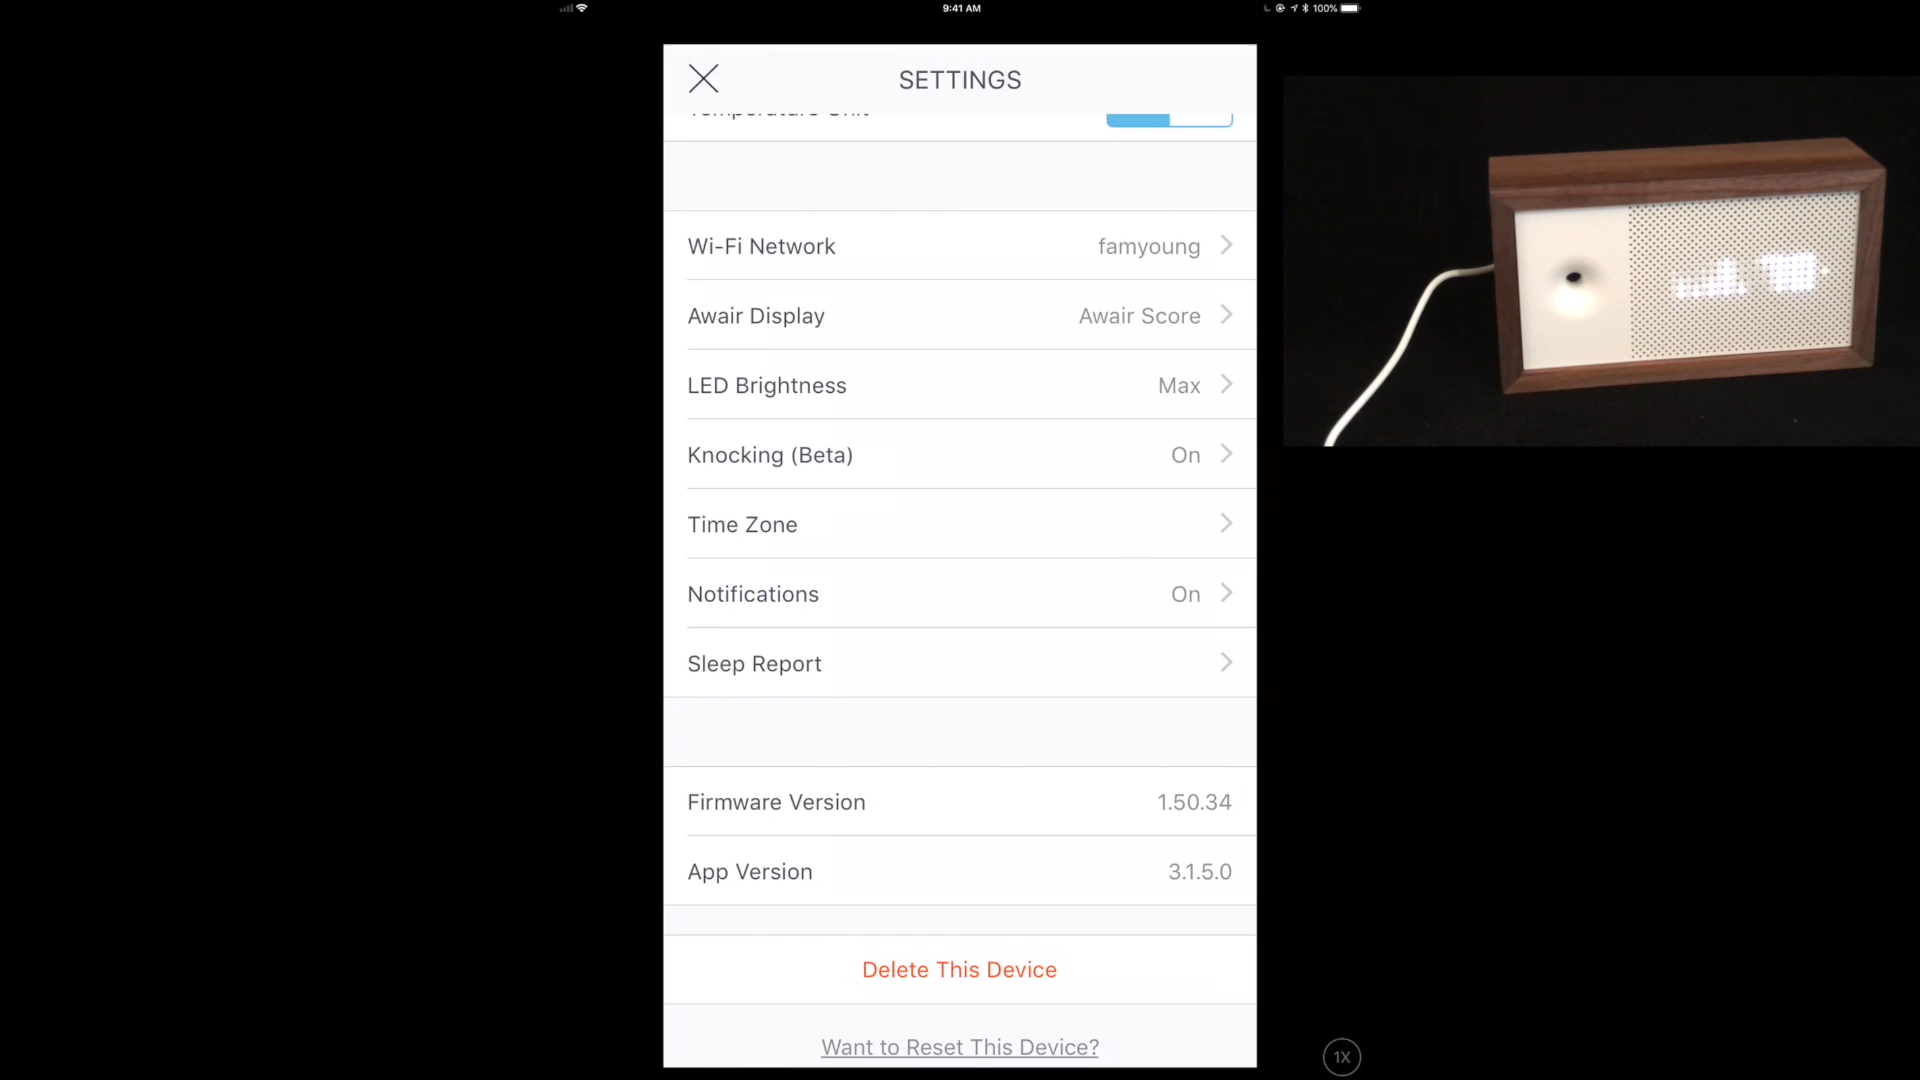 9:41 AM
100%
SETTINGS
Temperature Unit
Wi-Fi Network famyoung
Awair Display Awair Score
LED Brightness Max
Knocking (Beta) On
Time Zone
Notifications On
Sleep Report
Firmware Version 1.50.34
App Version 3.1.5.0
Delete This Device
Want to Reset This Device?
1X